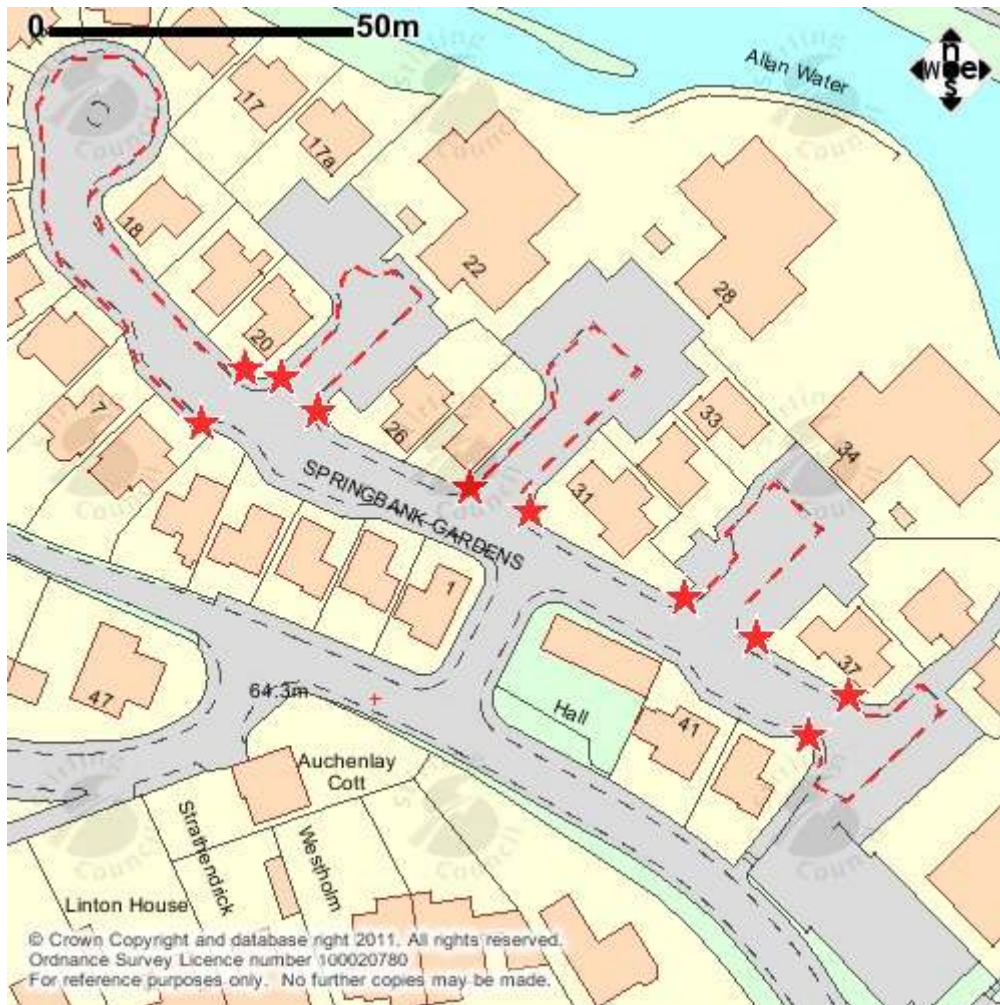 0 50m
n
W e
s
Allan Water
17
17a
18
22
28
20
7
26
33
34
31
SPRINGBANK GARDENS
1
37
47
64.3m
Hall
41
Auchenlay
Cott
Strathendrick
Westholm
Linton House
© Crown Copyright and database right 2011. All rights reserved.
Ordnance Survey Licence number 100020780
For reference purposes only. No further copies may be made.
Stirling
Council